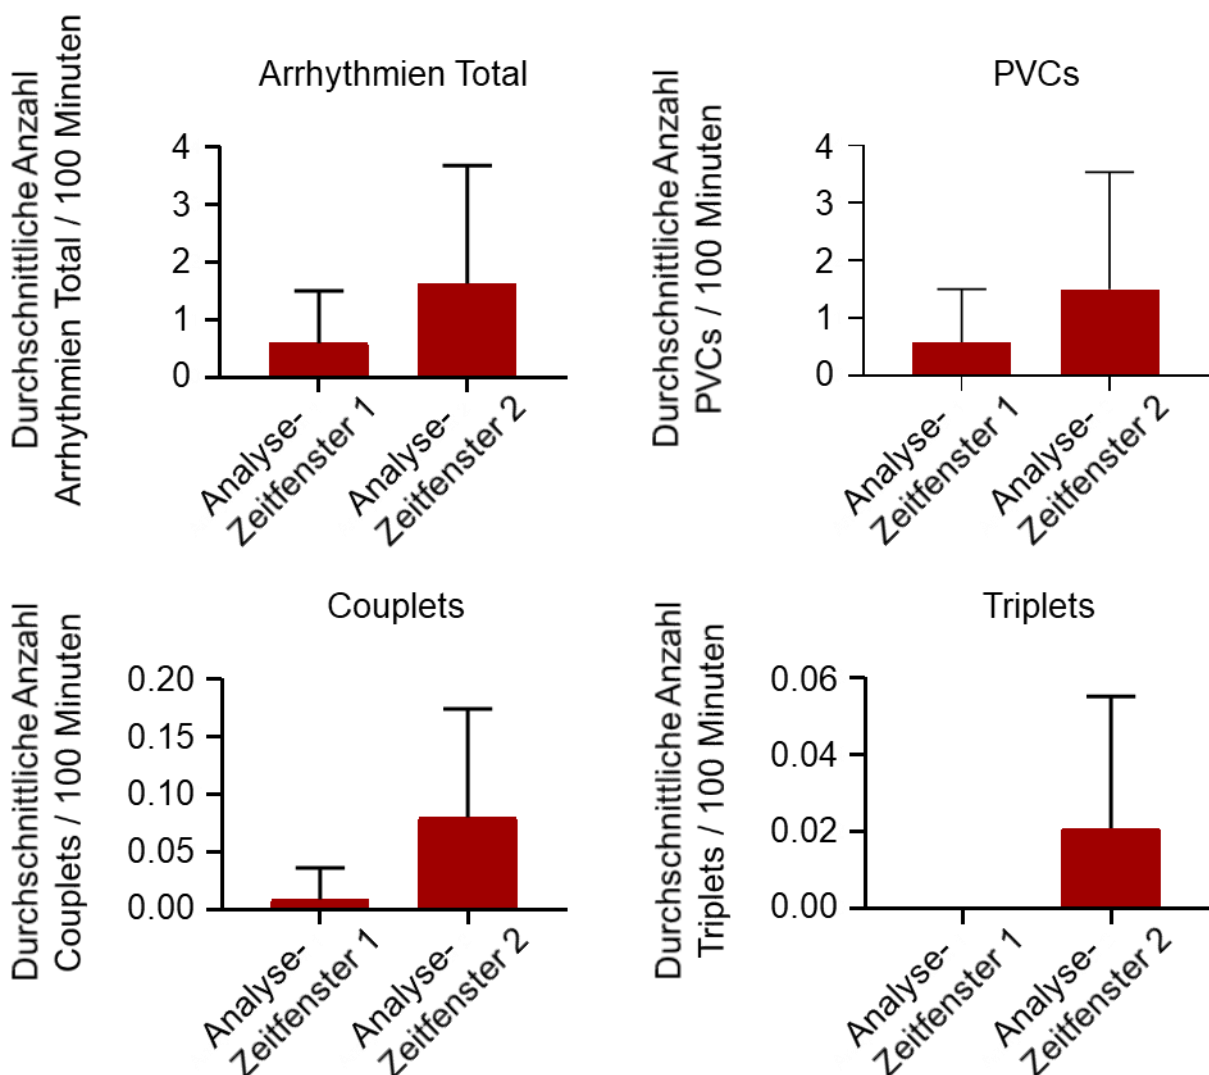 Arrhythmien Total
Durchschnittliche Anzahl
Arrhythmien Total / 100 Minuten
4
3
2
1
0
Analyse-
Zeitfenster 1
Analyse-
Zeitfenster 2
PVCs
Durchschnittliche Anzahl
PVCs / 100 Minuten
4
3
2
1
0
Analyse-
Zeitfenster 1
Analyse-
Zeitfenster 2
Couplets
Durchschnittliche Anzahl
Couplets / 100 Minuten
0.20
0.15
0.10
0.05
0.00
Analyse-
Zeitfenster 1
Analyse-
Zeitfenster 2
Triplets
Durchschnittliche Anzahl
Triplets / 100 Minuten
0.06
0.04
0.02
0.00
Analyse-
Zeitfenster 1
Analyse-
Zeitfenster 2